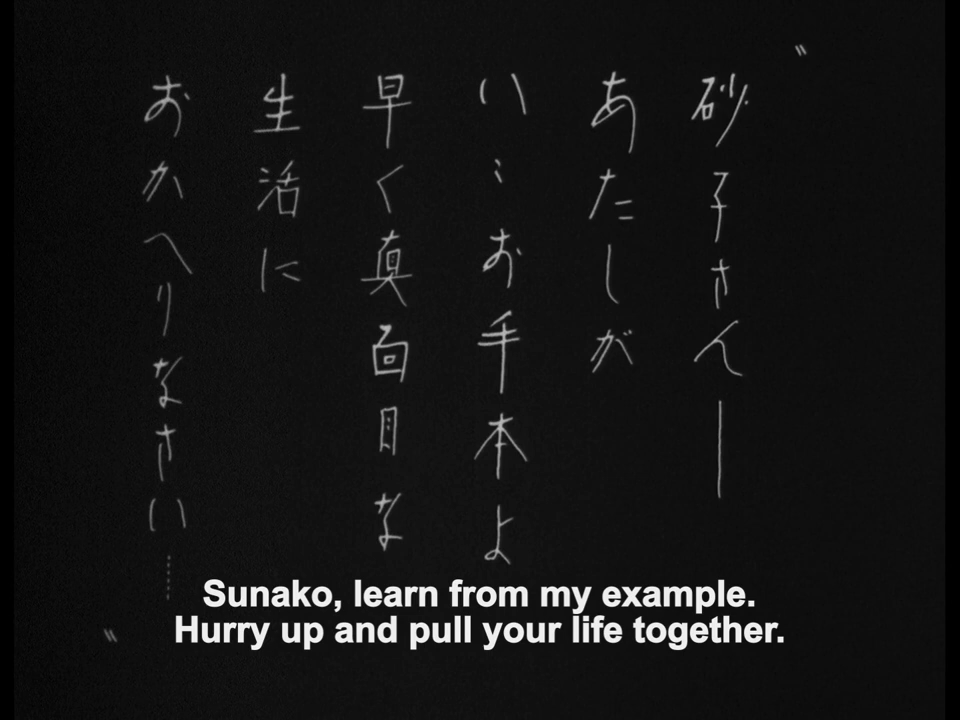 〝
砂子さん―
あたしが
いゝお手本よ
早く真面目な
生活に
おかへりなさい……
〟
Sunako, learn from my example.
Hurry up and pull your life together.